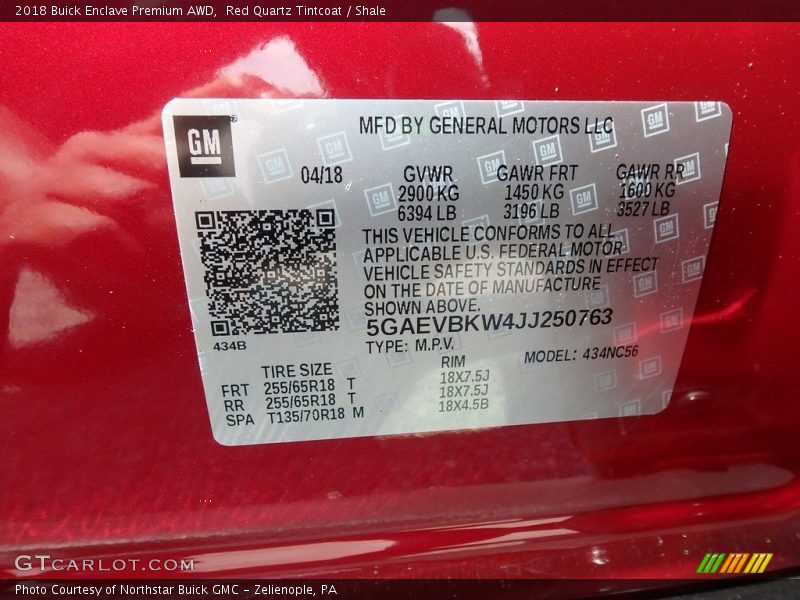 2018 Buick Enclave Premium AWD,  Red Quartz Tintcoat / Shale
GM
MFD BY GENERAL MOTORS LLC
04/18 GVWR GAWR FRT GAWR RR
2900 KG 1450 KG 1600 KG
6394 LB 3196 LB 3527 LB
THIS VEHICLE CONFORMS TO ALL
APPLICABLE U.S. FEDERAL MOTOR
VEHICLE SAFETY STANDARDS IN EFFECT
ON THE DATE OF MANUFACTURE
SHOWN ABOVE.
5GAEVBKW4JJ250763
434B
TYPE: M.P.V. MODEL: 434NC56
TIRE SIZE RIM
FRT 255/65R18 T 18X7.5J
RR 255/65R18 T 18X7.5J
SPA T135/70R18 M 18X4.5B
GTCARLOT.COM
Photo Courtesy of Northstar Buick GMC - Zelienople, PA